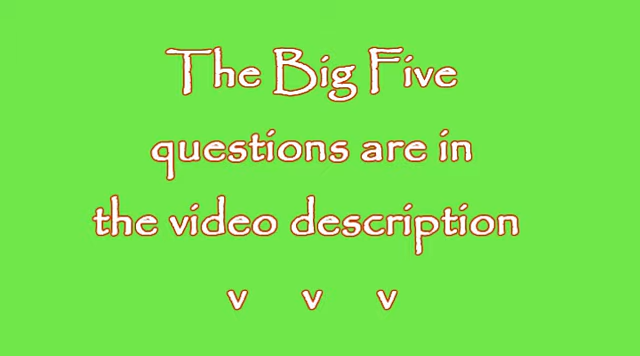 The Big Five
questions are in
the video description
v v v